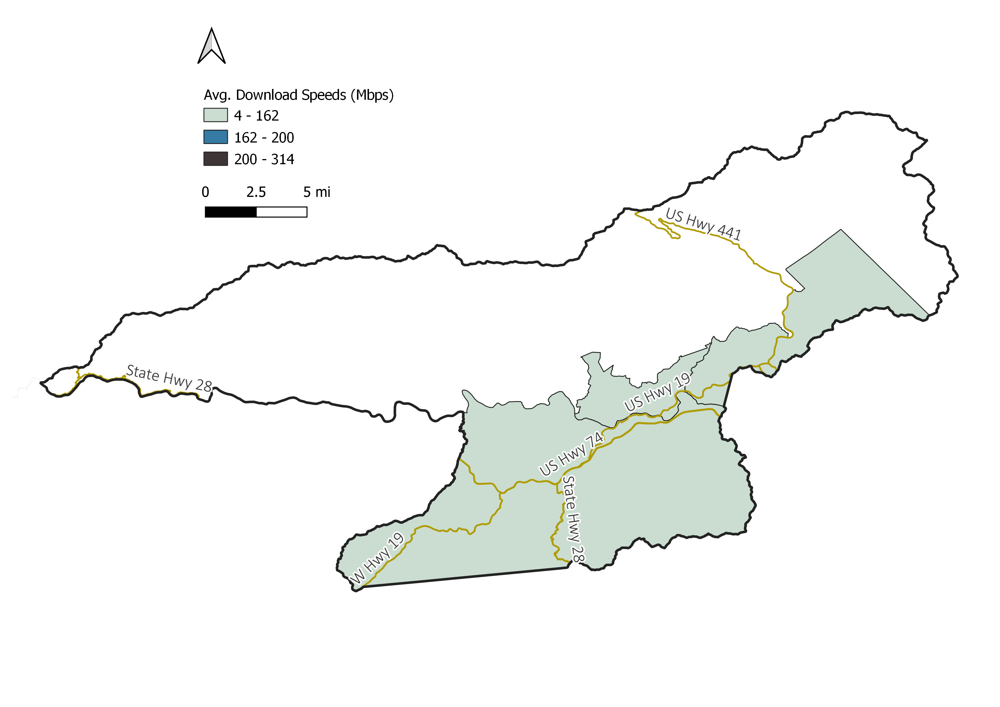 Avg. Download Speeds (Mbps)
4 - 162
162 - 200
200 - 314
0 2.5 5 mi
US Hwy 441
State Hwy 28
US Hwy 19
US Hwy 74
State Hwy 28
W Hwy 19